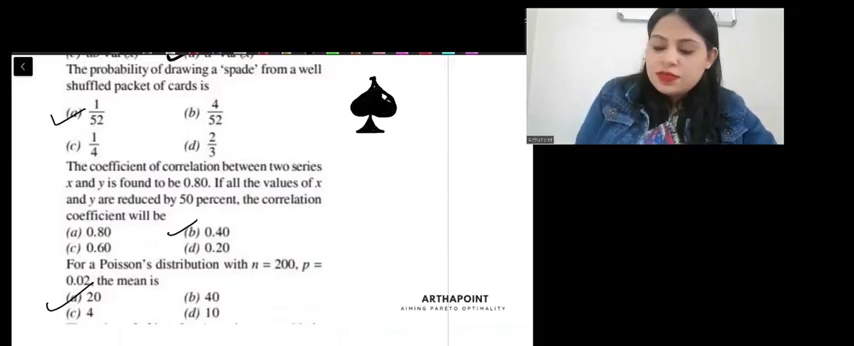 The probability of drawing a 'spade' from a well
shuffled packet of cards is
(a) 1/52 (b) 4/52
(c) 1/4 (d) 2/3
The coefficient of correlation between two series
x and y is found to be 0.80. If all the values of x
and y are reduced by 50 percent, the correlation
coefficient will be
(a) 0.80 (b) 0.40
(c) 0.60 (d) 0.20
For a Poisson's distribution with n = 200, p =
0.02, the mean is
(a) 20 (b) 40
(c) 4 (d) 10
ARTHAPOINT
AIMING PARETO OPTIMALITY
Arthapoint